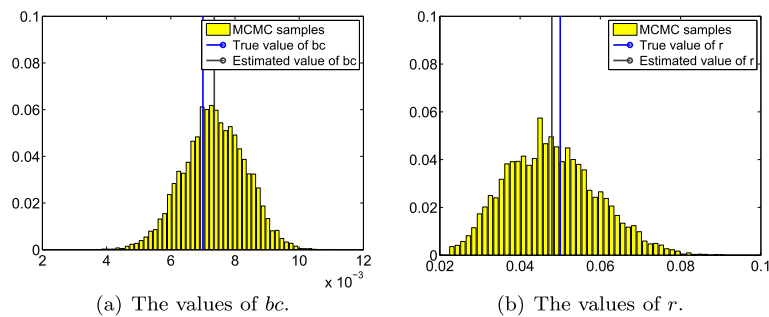 0.1
0.08
0.06
0.04
0.02
0
2
4
6
8
10
12
x 10⁻³
MCMC samples
True value of bc
Estimated value of bc
(a) The values of bc.
0.1
0.08
0.06
0.04
0.02
0
0.02
0.04
0.06
0.08
0.1
MCMC samples
True value of r
Estimated value of r
(b) The values of r.